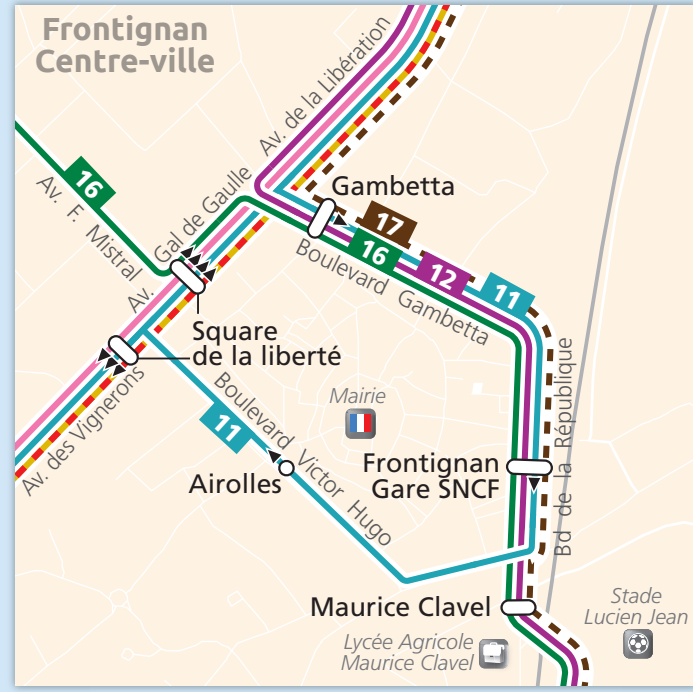 Frontignan
Centre-ville
Av. de la Libération
16
Av. F. Mistral
Av. Gal de Gaulle
Gambetta
17
16
12
11
Boulevard Gambetta
Square
de la liberté
Av. des Vignerons
11
Boulevard Victor Hugo
Mairie
Airolles
Frontignan
Gare SNCF
Bd de la République
Maurice Clavel
Lycée Agricole
Maurice Clavel
Stade
Lucien Jean